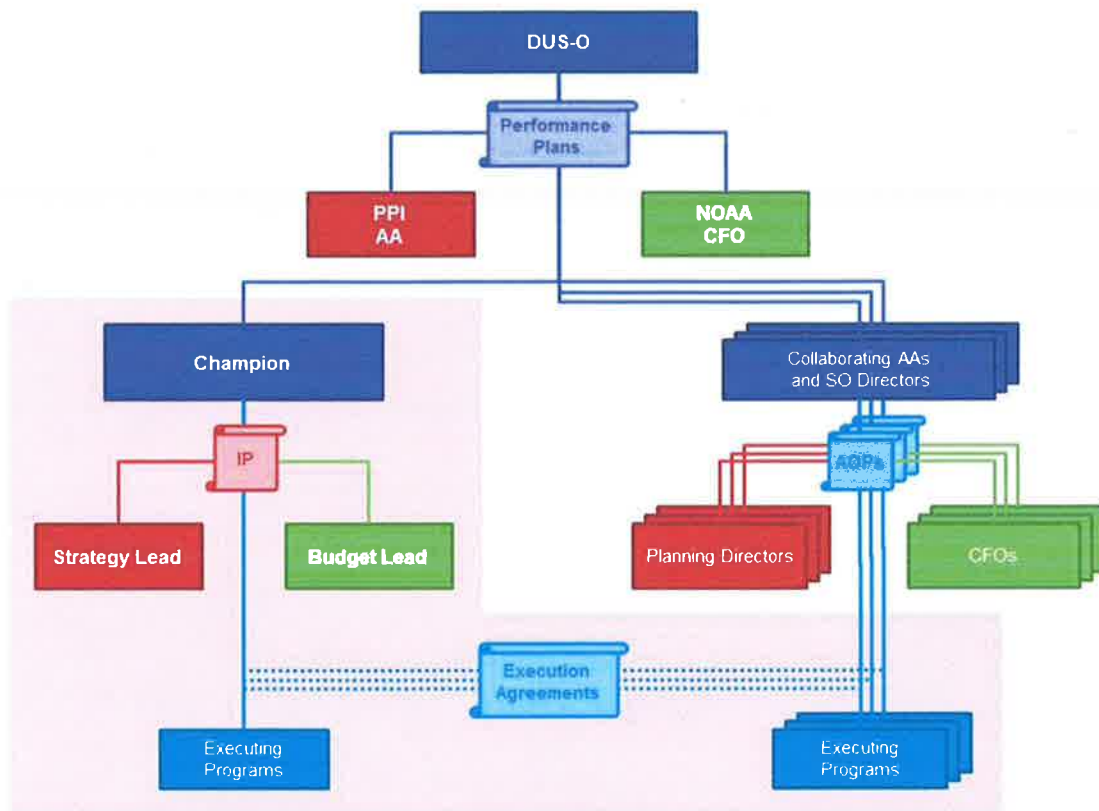 DUS-O
Performance
Plans
PPI
AA
NOAA
CFO
Champion
Collaborating AAs
and SO Directors
IP
AOPs
Strategy Lead
Budget Lead
Planning Directors
CFOs
Execution
Agreements
Executing
Programs
Executing
Programs